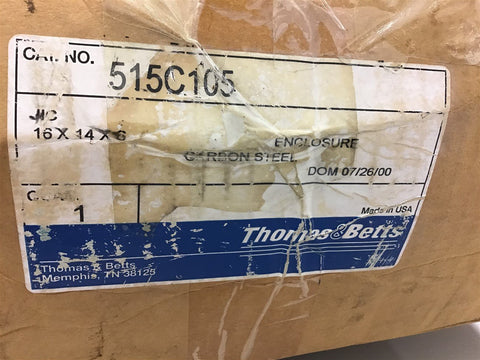 CAT. NO. 515C105
JIC
16 X 14 X 6 ENCLOSURE
CARBON STEEL
DOM 07/26/00
1
Made in USA
Thomas & Betts
Thomas & Betts
Memphis, TN 38125